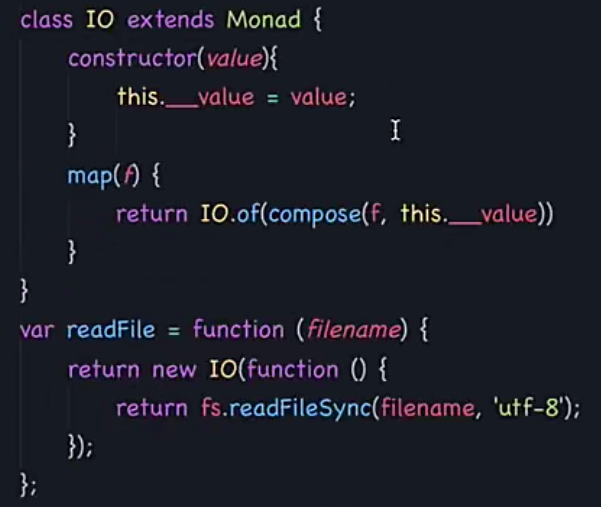 class IO extends Monad {
    constructor(value){
        this.__value = value;
    }
    map(f) {
        return IO.of(compose(f, this.__value))
    }
}
var readFile = function (filename) {
    return new IO(function () {
        return fs.readFileSync(filename, 'utf-8');
    });
};